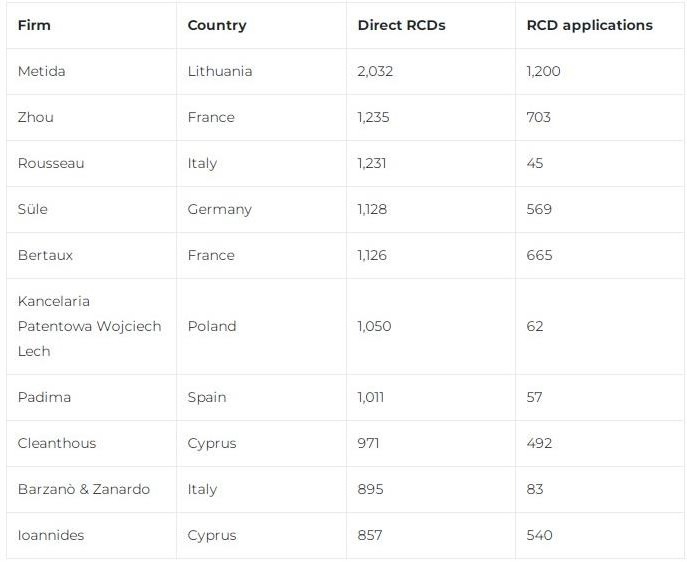 Firm Country Direct RCDs RCD applications
Metida Lithuania 2,032 1,200
Zhou France 1,235 703
Rousseau Italy 1,231 45
Süle Germany 1,128 569
Bertaux France 1,126 665
Kancelaria
Patentowa Wojciech Poland 1,050 62
Lech
Padima Spain 1,011 57
Cleanthous Cyprus 971 492
Barzanò & Zanardo Italy 895 83
Ioannides Cyprus 857 540